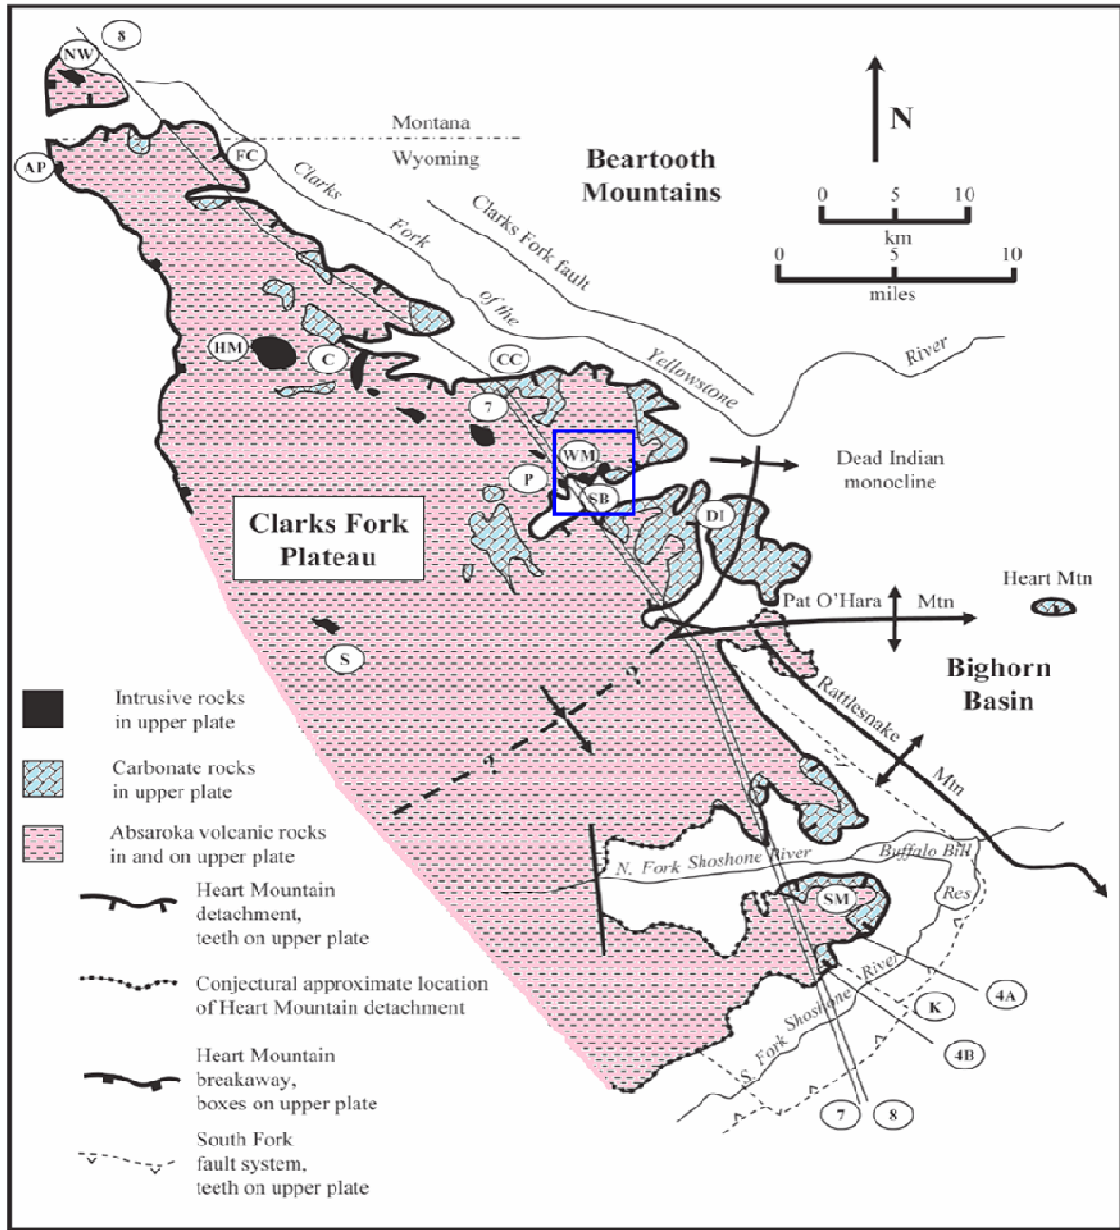 NW
8
Montana
Wyoming
AP
FC
Beartooth
Mountains
N
0 5 10
km
0 5 10
miles
Clarks
Fork
of the
Yellowstone
River
Clarks Fork fault
HM
C
CC
7
WM
P
SB
DI
Dead Indian
monocline
Clarks Fork
Plateau
Heart Mtn
Pat O'Hara
Mtn
S
Bighorn
Basin
Rattlesnake
Mtn
?
?
Intrusive rocks
in upper plate
Carbonate rocks
in upper plate
Absaroka volcanic rocks
in and on upper plate
Heart Mountain
detachment,
teeth on upper plate
Conjectural approximate location
of Heart Mountain detachment
Heart Mountain
breakaway,
boxes on upper plate
South Fork
fault system,
teeth on upper plate
N. Fork Shoshone River
Buffalo Bill
Res
SM
S. Fork Shoshone River
4A
K
4B
7
8